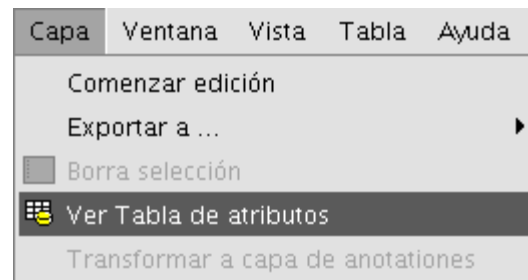 Capa Ventana Vista Tabla Ayuda
Comenzar edición
Exportar a ...
Borra selección
Ver Tabla de atributos
Transformar a capa de anotationes